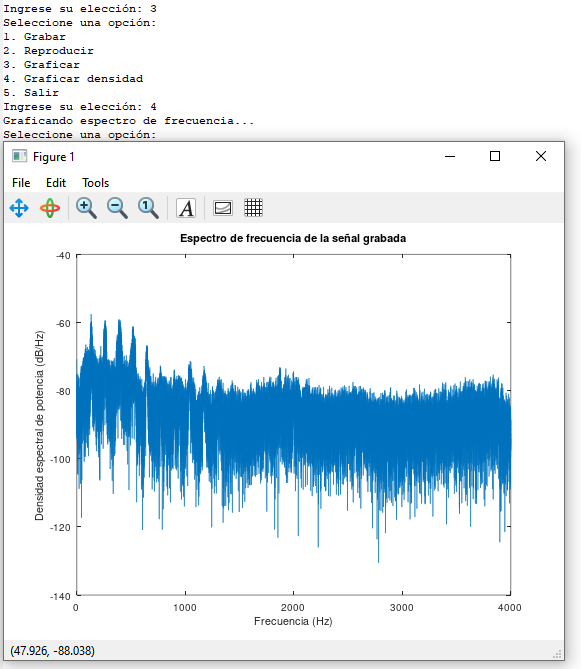 Ingrese su elección: 3
Seleccione una opción:
1. Grabar
2. Reproducir
3. Graficar
4. Graficar densidad
5. Salir
Ingrese su elección: 4
Graficando espectro de frecuencia...
Seleccione una opción:
Figure 1
File Edit Tools
1 A
Espectro de frecuencia de la señal grabada
Densidad espectral de potencia (dB/Hz)
-40
-60
-80
-100
-120
-140
0 1000 2000 3000 4000
Frecuencia (Hz)
(47.926, -88.038)